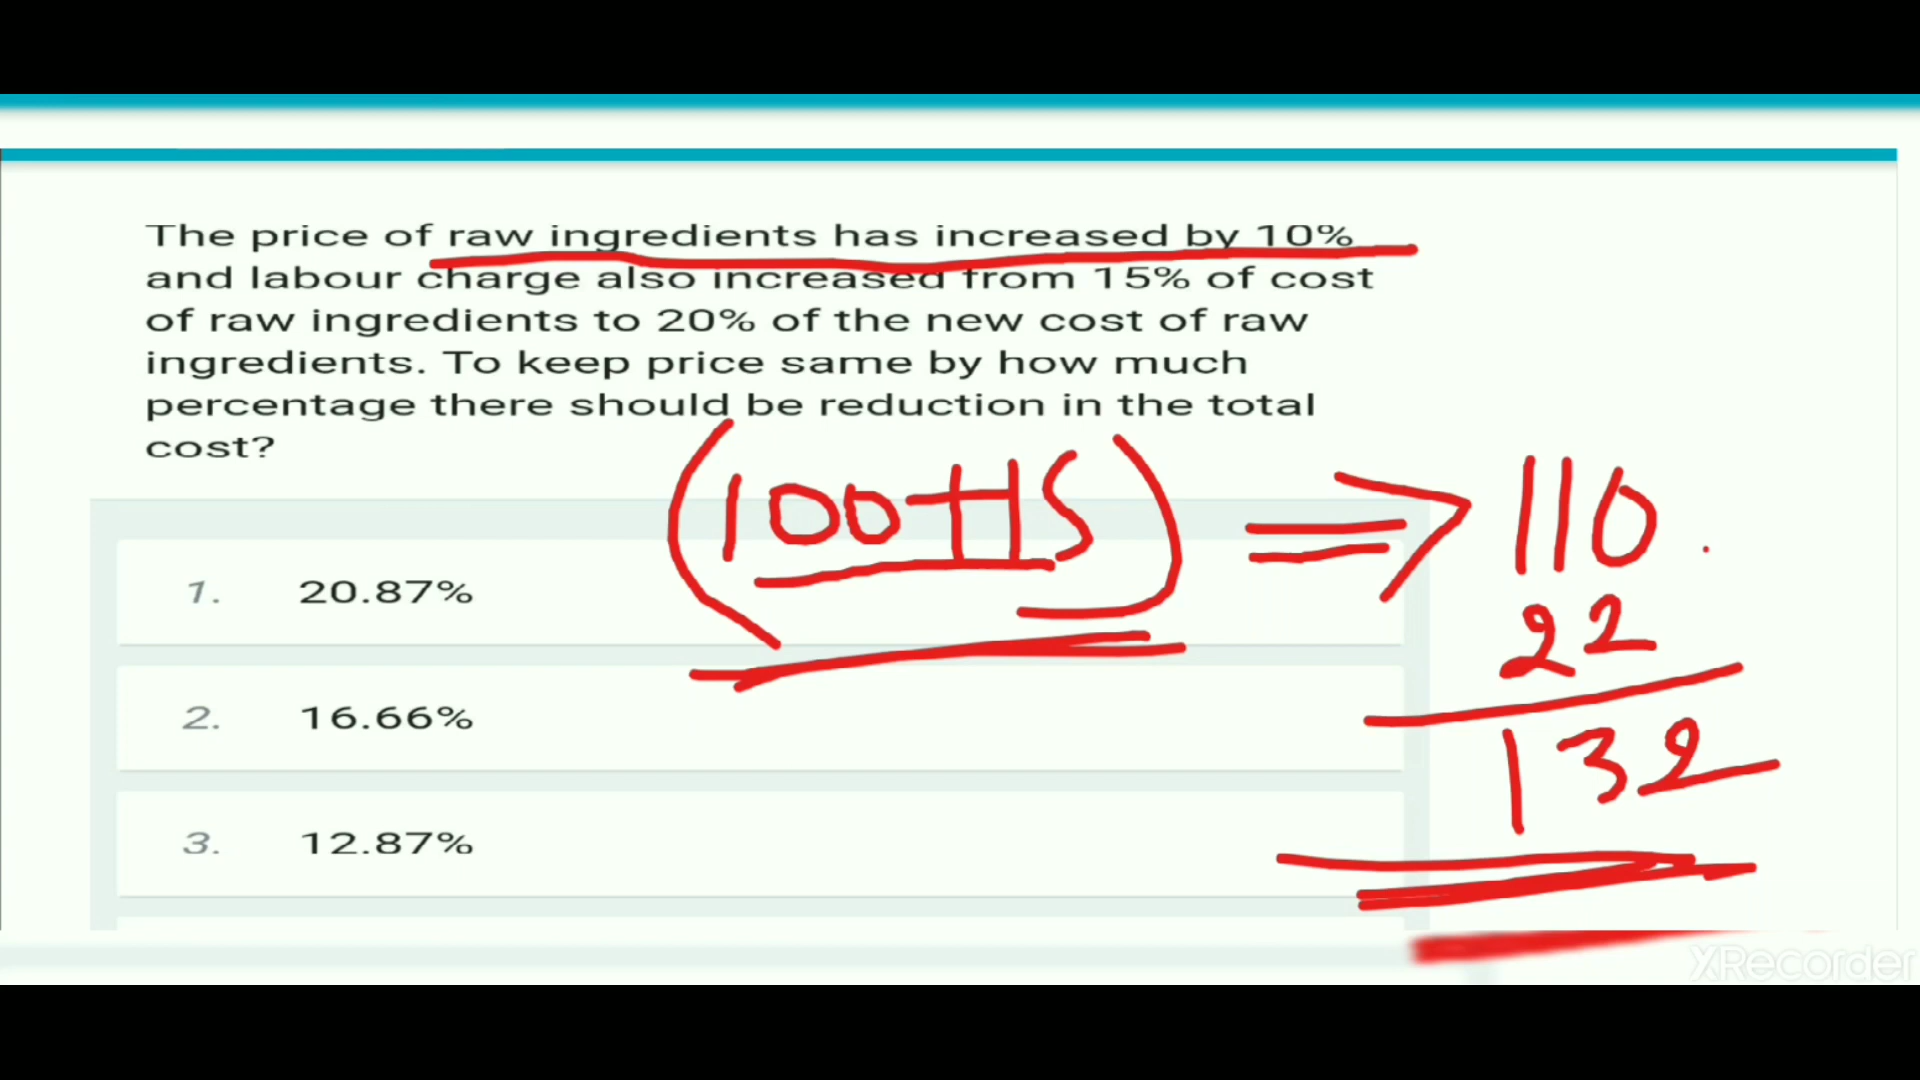 The price of raw ingredients has increased by 10%
and labour charge also increased from 15% of cost
of raw ingredients to 20% of the new cost of raw
ingredients. To keep price same by how much
percentage there should be reduction in the total
cost?
(100+15) ⇒ 110
22
132
1. 20.87%
2. 16.66%
3. 12.87%
XRecorder